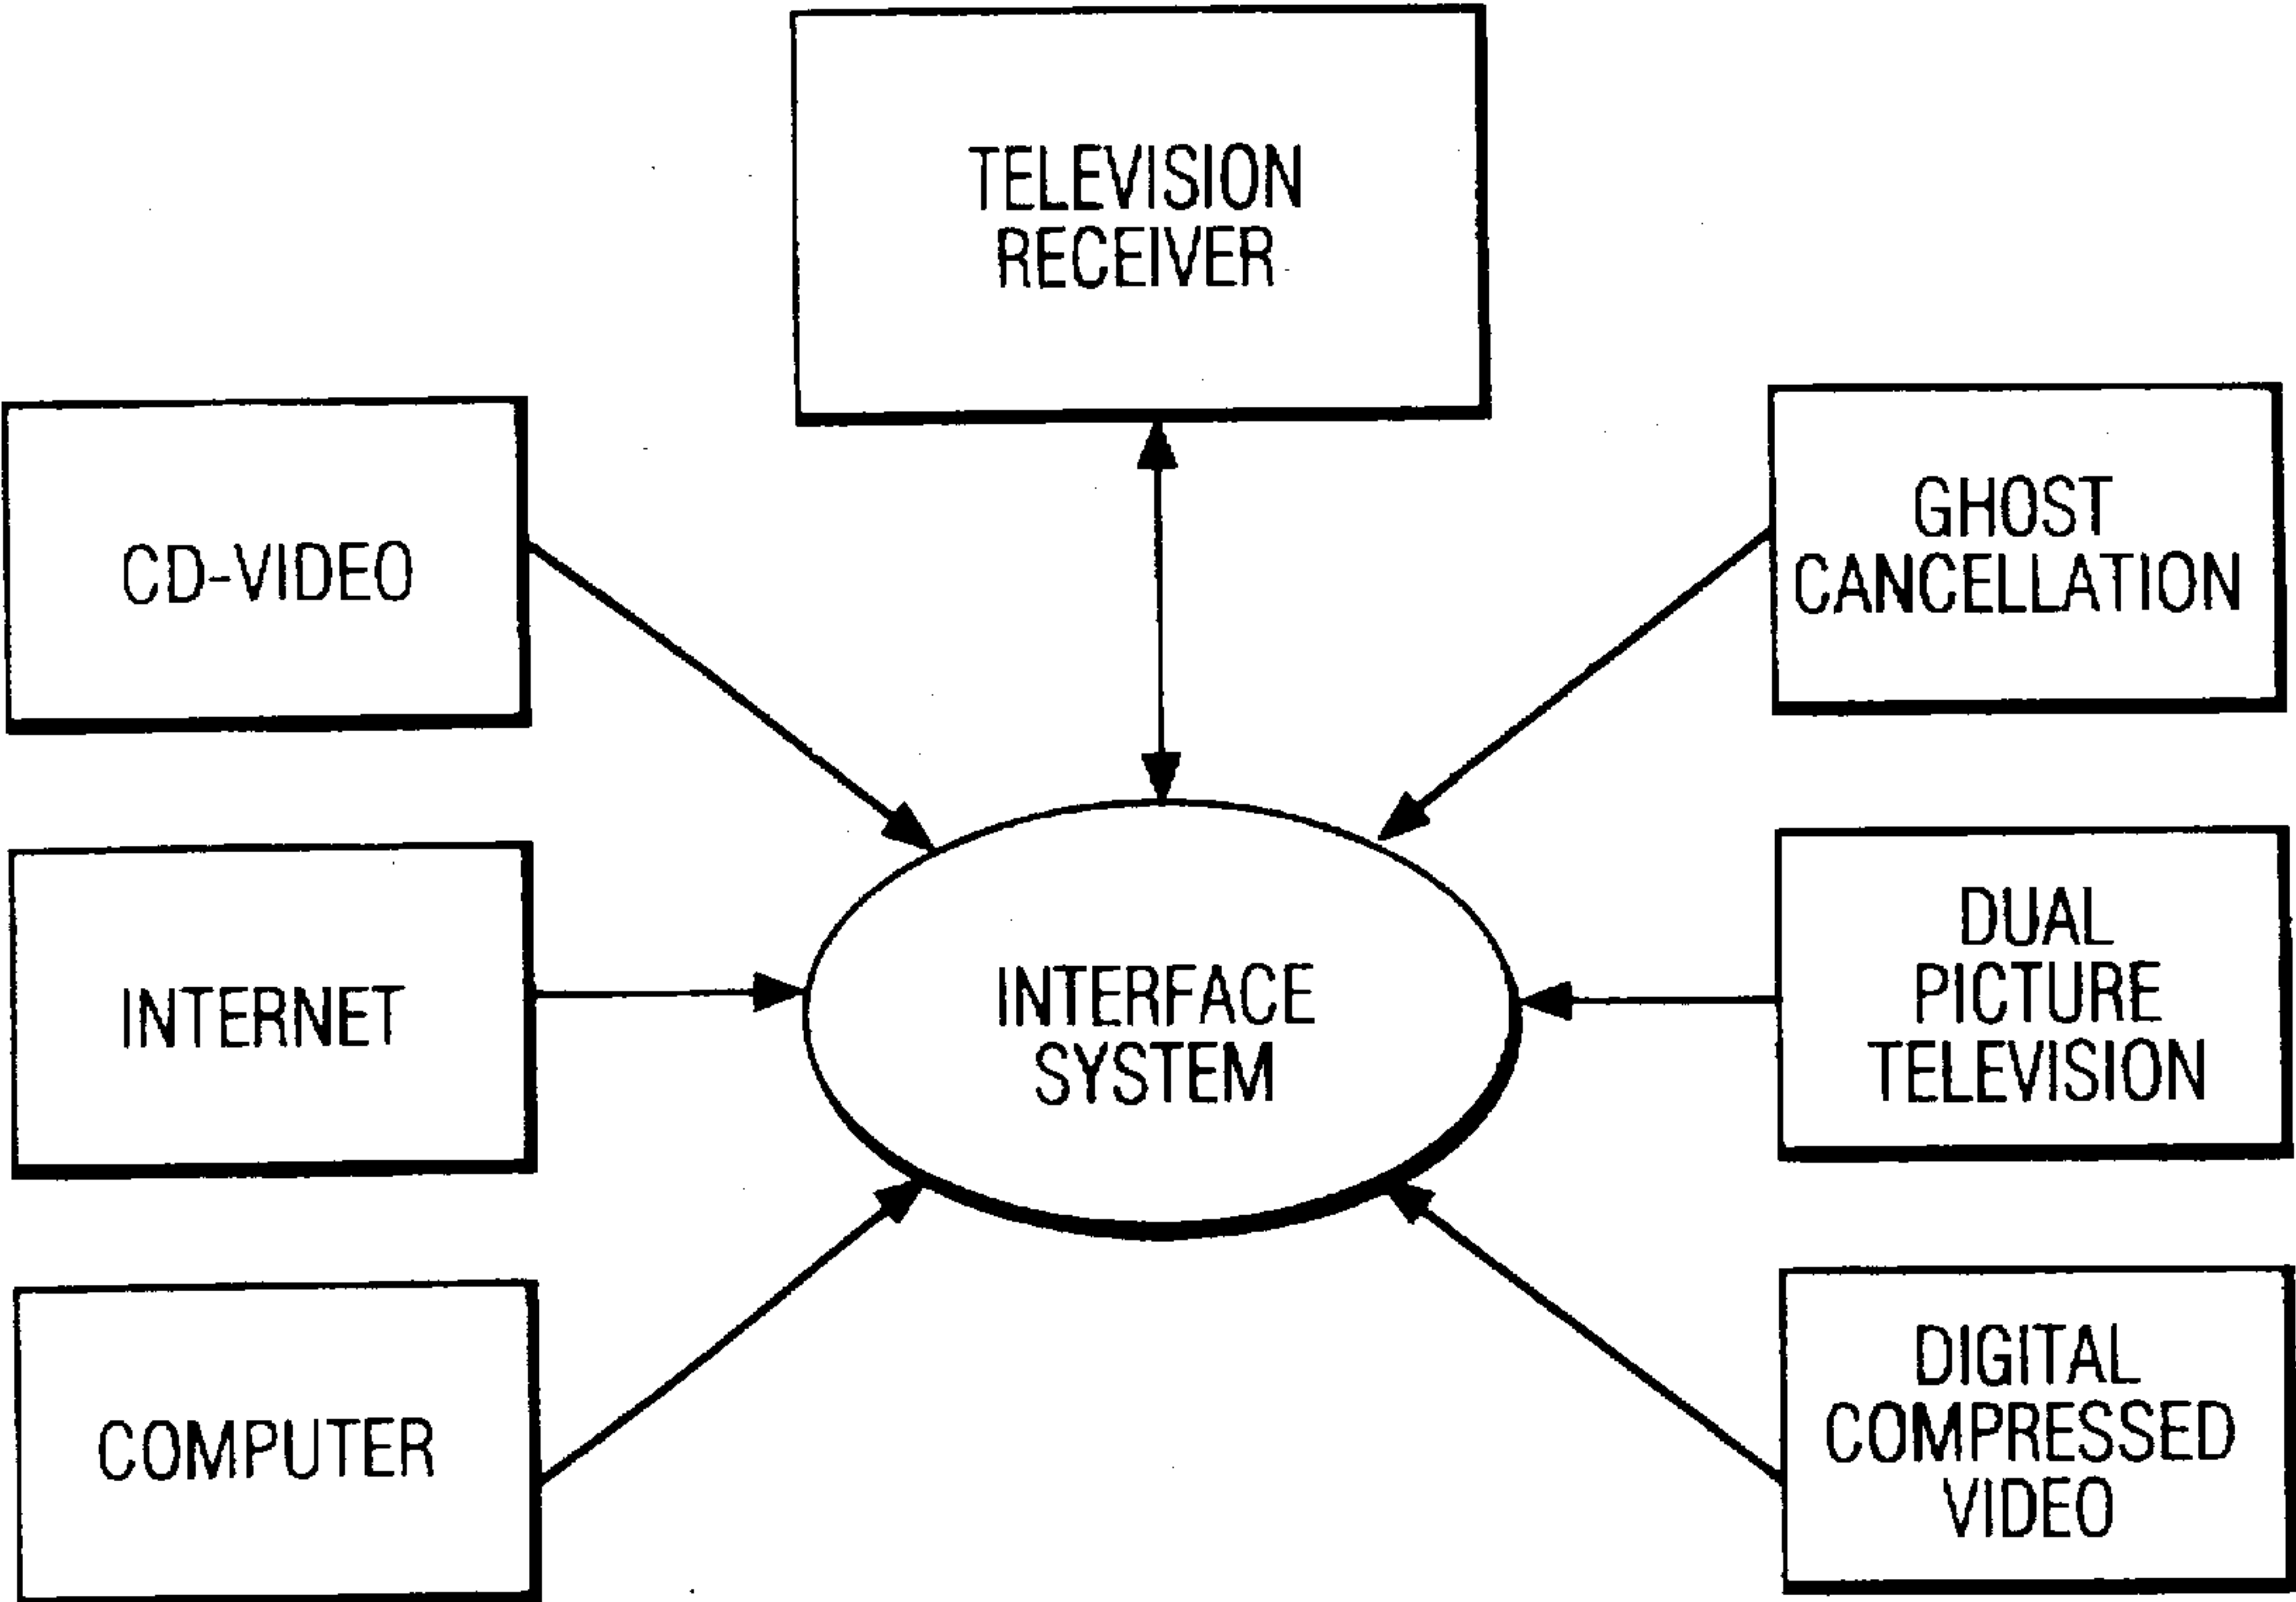 TELEVISION
RECEIVER
CD-VIDEO
GHOST
CANCELLATION
INTERNET
INTERFACE
SYSTEM
DUAL
PICTURE
TELEVISION
COMPUTER
DIGITAL
COMPRESSED
VIDEO